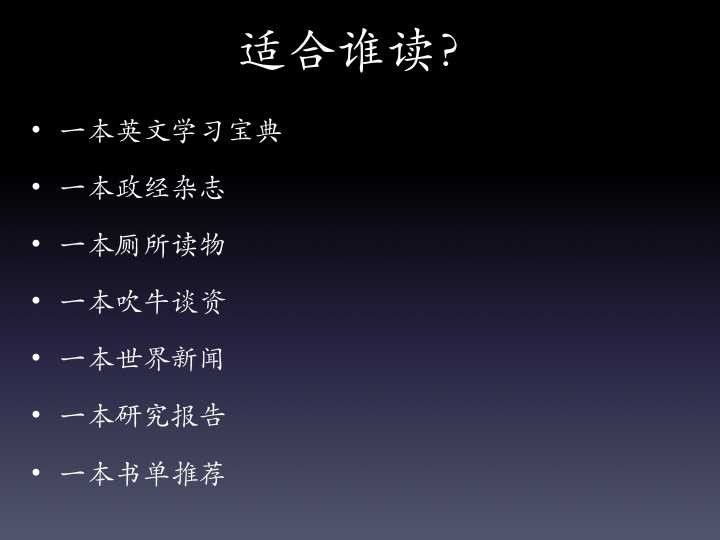 适合谁读?
• 一本英文学习宝典
• 一本政经杂志
• 一本厕所读物
• 一本吹牛谈资
• 一本世界新闻
• 一本研究报告
• 一本书单推荐